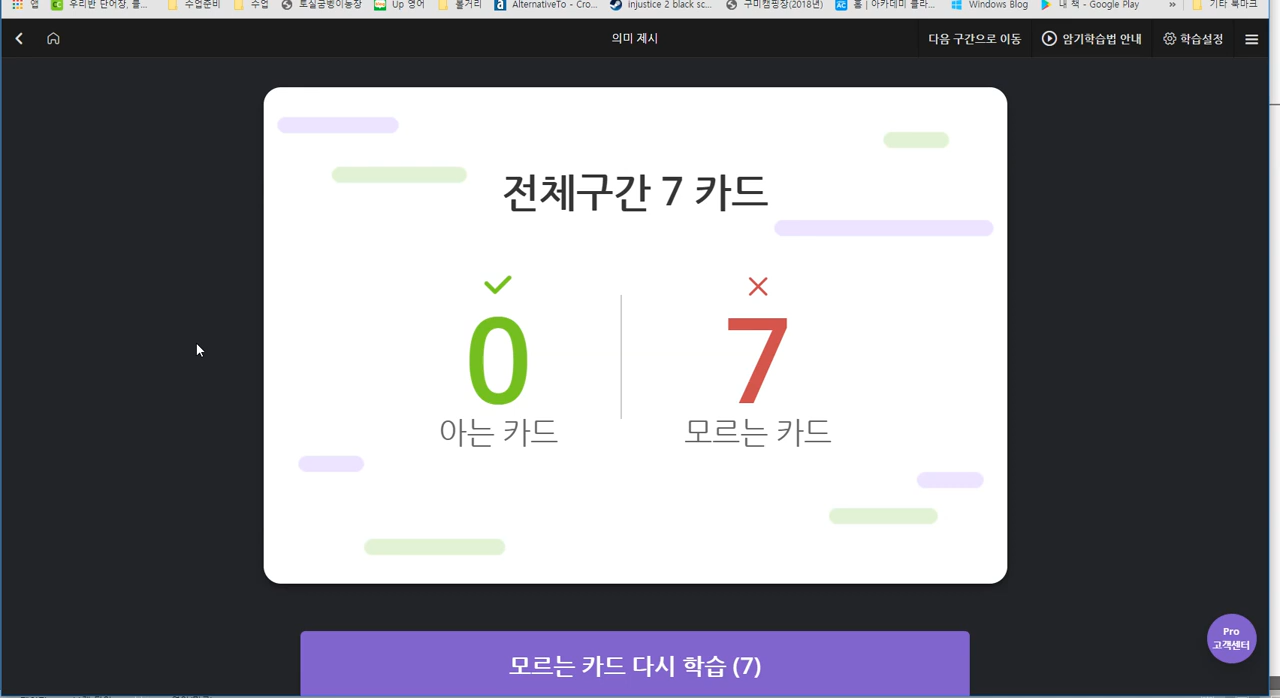 앱 우리반 단어장, 클... 수업준비 수업 토실금벙이농장 Up 영어 볼거리 AlternativeTo - Cro... injustice 2 black sc... 구미캠핑장(2018년) 홈 | 아카데미 클라... Windows Blog 내 책 - Google Play » 기타 북마크
의미 제시 다음 구간으로 이동 암기학습법 안내 학습설정
전체구간 7 카드
0 7
아는 카드 모르는 카드
Pro
고객센터
모르는 카드 다시 학습 (7)